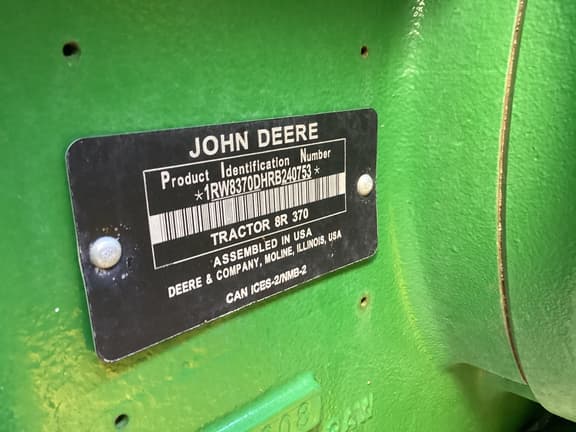 JOHN DEERE
Product Identification Number
*1RW8370DHRB240753*
TRACTOR 8R 370
ASSEMBLED IN USA
DEERE & COMPANY, MOLINE, ILLINOIS, USA
CAN ICES-2/NMB-2